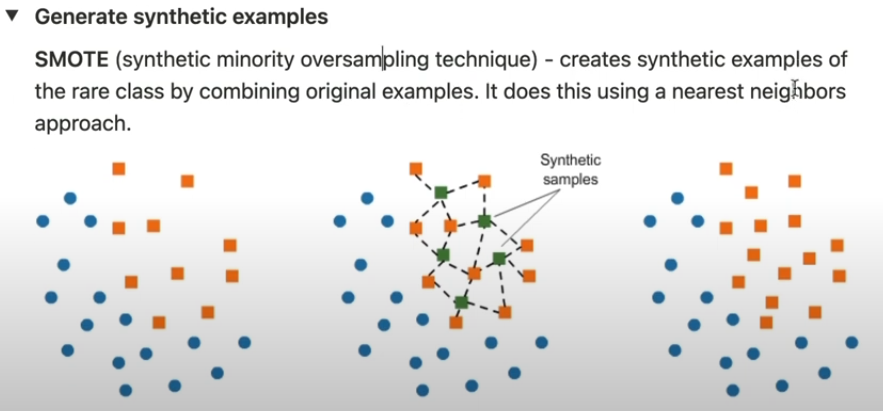 Generate synthetic examples
SMOTE (synthetic minority oversampling technique) - creates synthetic examples of
the rare class by combining original examples. It does this using a nearest neighbors
approach.
Synthetic
samples